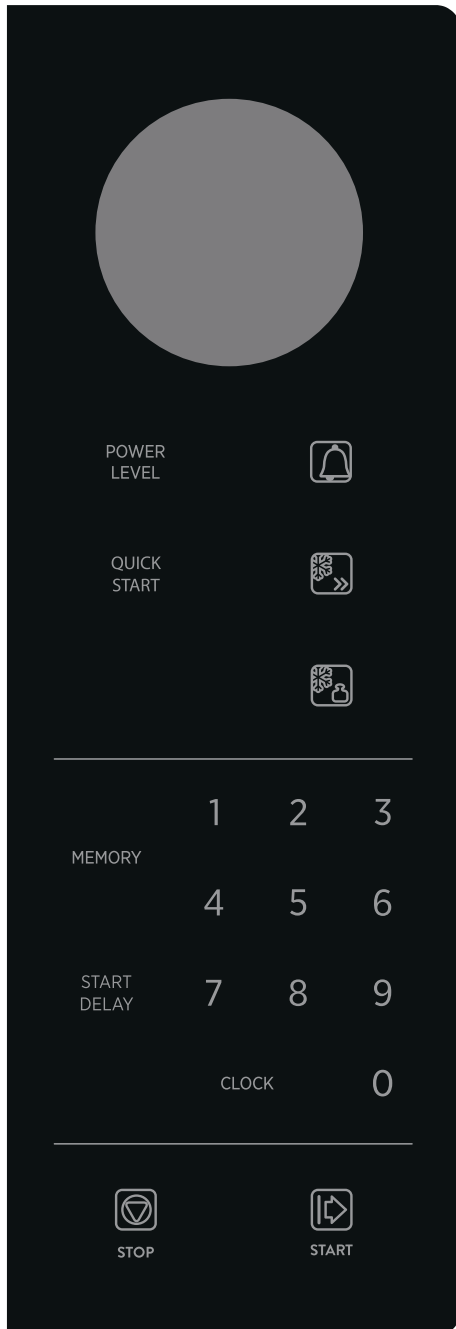 POWER
LEVEL
QUICK
START
1 2 3
MEMORY
4 5 6
START
DELAY
7 8 9
CLOCK 0
STOP START